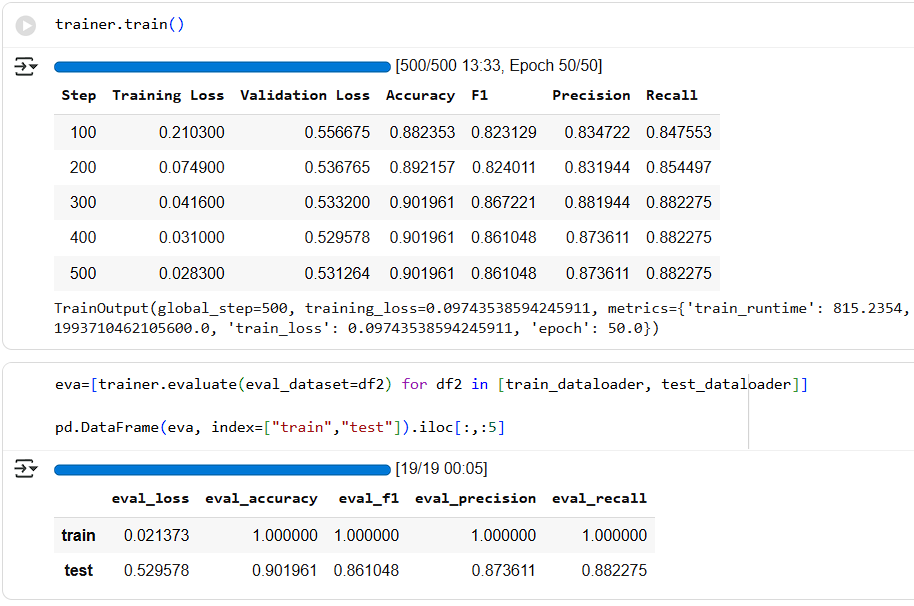 trainer.train()
[500/500 13:33, Epoch 50/50]
Step Training Loss Validation Loss Accuracy F1 Precision Recall
100 0.210300 0.556675 0.882353 0.823129 0.834722 0.847553
200 0.074900 0.536765 0.892157 0.824011 0.831944 0.854497
300 0.041600 0.533200 0.901961 0.867221 0.881944 0.882275
400 0.031000 0.529578 0.901961 0.861048 0.873611 0.882275
500 0.028300 0.531264 0.901961 0.861048 0.873611 0.882275
TrainOutput(global_step=500, training_loss=0.09743538594245911, metrics={'train_runtime': 815.2354,
1993710462105600.0, 'train_loss': 0.09743538594245911, 'epoch': 50.0})
eva=[trainer.evaluate(eval_dataset=df2) for df2 in [train_dataloader, test_dataloader]]
pd.DataFrame(eva, index=["train","test"]).iloc[:,:5]
[19/19 00:05]
eval_loss eval_accuracy eval_f1 eval_precision eval_recall
train 0.021373 1.000000 1.000000 1.000000 1.000000
test 0.529578 0.901961 0.861048 0.873611 0.882275